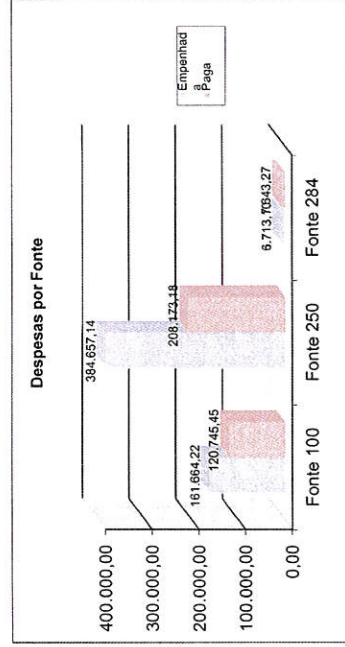 Despesas por Fonte
400.000,00
300.000,00
200.000,00
100.000,00
0,00
161.664,22
120.745,45
384.657,14
208.173,18
Fonte 100
Fonte 250
Fonte 284
Empenhad
a
Paga